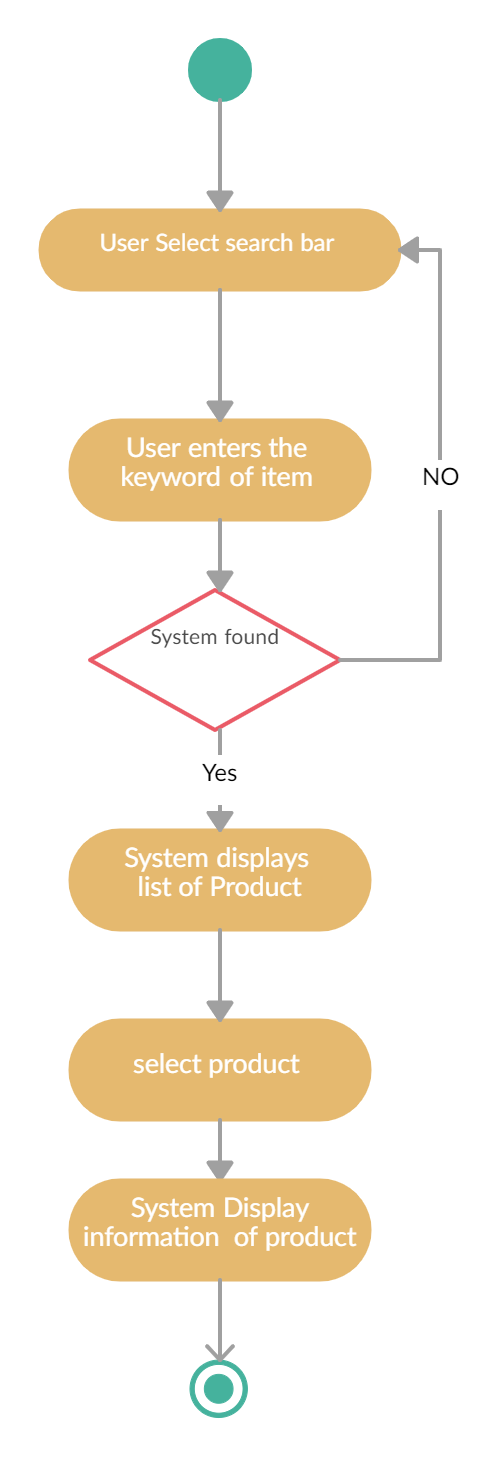 User Select search bar
User enters the
keyword of item
NO
System found
Yes
System displays
list of Product
select product
System Display
information  of product